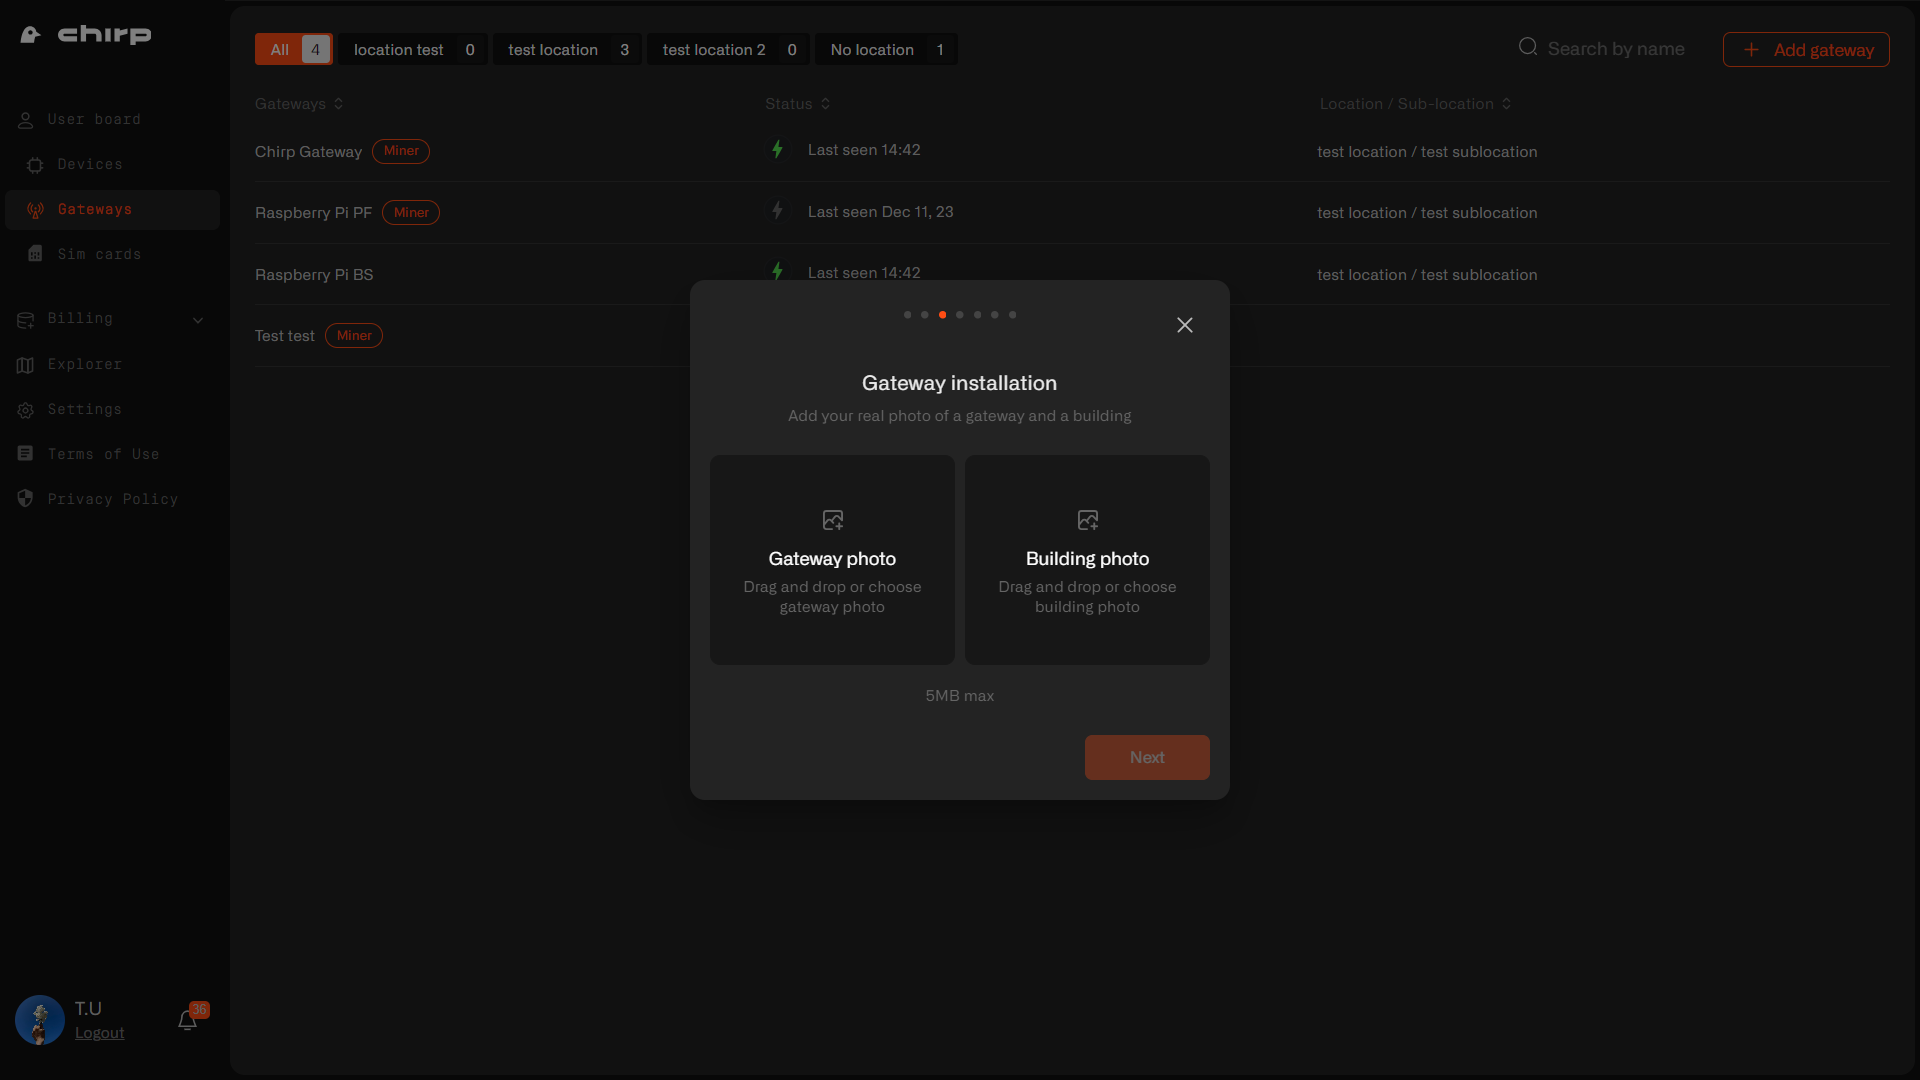 chirp
User board
Devices
Gateways
Sim cards
Billing
Explorer
Settings
Terms of Use
Privacy Policy
T.U
Logout
36
All 4
location test 0
test location 3
test location 2 0
No location 1
Search by name
+ Add gateway
Gateways
Status
Location / Sub-location
Chirp Gateway Miner
Last seen 14:42
test location / test sublocation
Raspberry Pi PF Miner
Last seen Dec 11, 23
test location / test sublocation
Raspberry Pi BS
Last seen 14:42
test location / test sublocation
Test test Miner
Gateway installation
Add your real photo of a gateway and a building
Gateway photo
Drag and drop or choose
gateway photo
Building photo
Drag and drop or choose
building photo
5MB max
Next